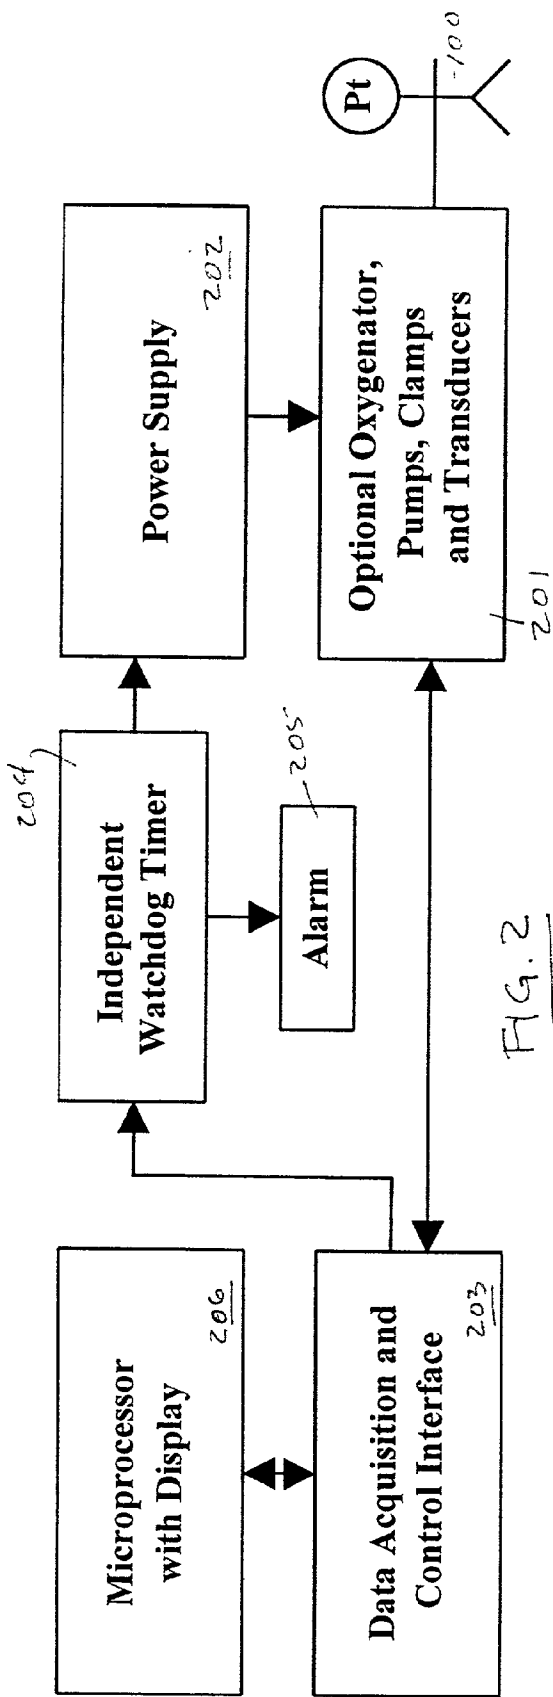 Microprocessor
with Display
206
Independent
Watchdog Timer
204
Power Supply
202
Alarm
205
Data Acquisition and
Control Interface
203
Optional Oxygenator,
Pumps, Clamps
and Transducers
201
Pt
100
FIG. 2